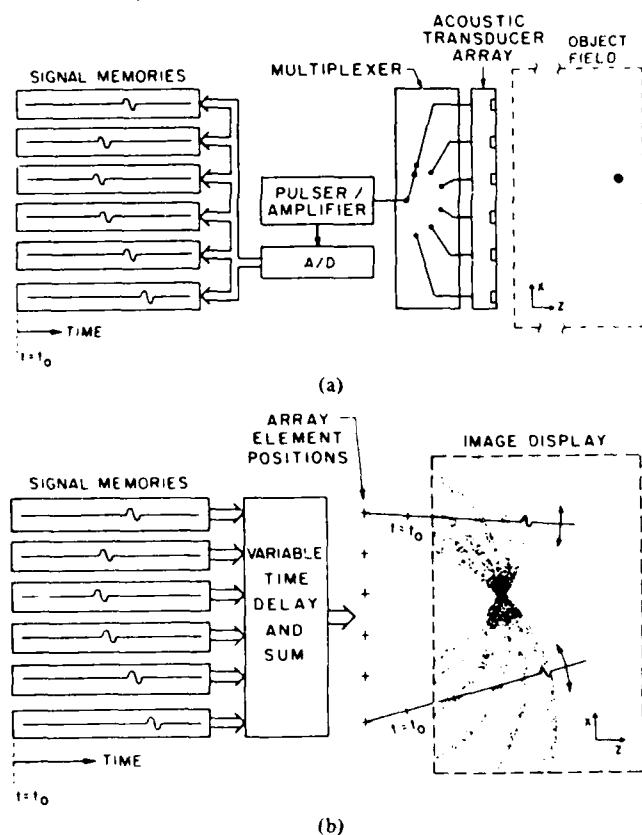 ACOUSTIC
TRANSDUCER
ARRAY
OBJECT
FIELD
SIGNAL MEMORIES
MULTIPLEXER
PULSER /
AMPLIFIER
A/D
X
Z
TIME
t = t₀
(a)
ARRAY
ELEMENT
POSITIONS
IMAGE DISPLAY
SIGNAL MEMORIES
VARIABLE
TIME
DELAY
AND
SUM
t = t₀
t = t₀
X
Z
TIME
t = t₀
(b)